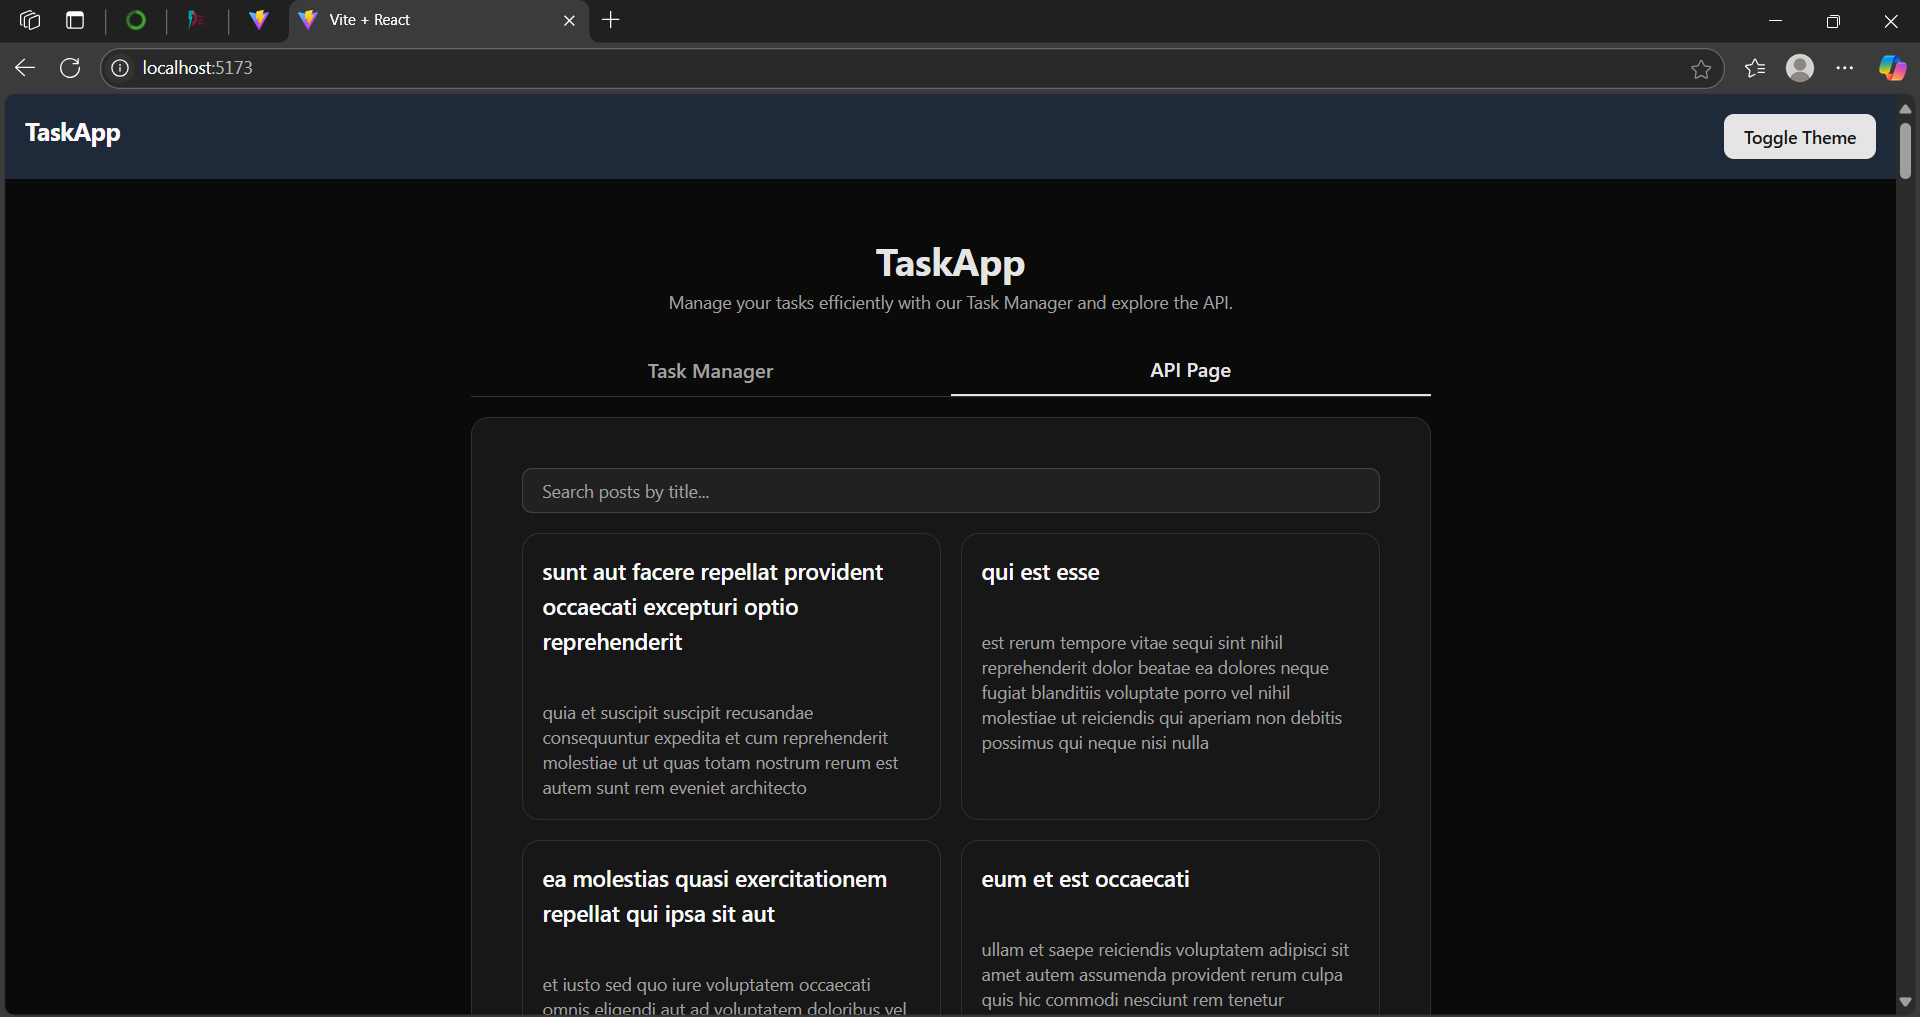 Vite + React
localhost:5173
TaskApp
Toggle Theme
TaskApp
Manage your tasks efficiently with our Task Manager and explore the API.
Task Manager
API Page
Search posts by title...
sunt aut facere repellat provident
occaecati excepturi optio
reprehenderit
quia et suscipit suscipit recusandae
consequuntur expedita et cum reprehenderit
molestiae ut ut quas totam nostrum rerum est
autem sunt rem eveniet architecto
qui est esse
est rerum tempore vitae sequi sint nihil
reprehenderit dolor beatae ea dolores neque
fugiat blanditiis voluptate porro vel nihil
molestiae ut reiciendis qui aperiam non debitis
possimus qui neque nisi nulla
ea molestias quasi exercitationem
repellat qui ipsa sit aut
et iusto sed quo iure voluptatem occaecati
omnis eligendi aut ad voluptatem doloribus vel
eum et est occaecati
ullam et saepe reiciendis voluptatem adipisci sit
amet autem assumenda provident rerum culpa
quis hic commodi nesciunt rem tenetur